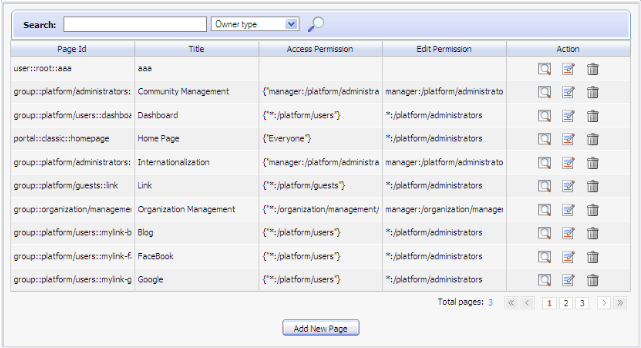 Search: Owner type
Page Id Title Access Permission Edit Permission Action
user::root::aaa aaa
group::platform/administrators: Community Management {"manager:/platform/administra manager:/platform/administrato
group::platform/users::dashboa Dashboard {"*:/platform/users"} *:/platform/administrators
portal::classic::homepage Home Page {"Everyone"} *:/platform/administrators
group::platform/administrators: Internationalization {"manager:/platform/administra manager:/platform/administrato
group::platform/guests::link Link {"*:/platform/guests"} *:/platform/administrators
group::organization/managemer Organization Management {"*:/organization/management/ manager:/organization/manager
group::platform/users::mylink-b Blog {"*:/platform/users"} *:/platform/administrators
group::platform/users::mylink-f. FaceBook {"*:/platform/users"} *:/platform/administrators
group::platform/users::mylink-g Google {"*:/platform/users"} *:/platform/administrators
Total pages: 3 « < 1 2 3 > »
Add New Page